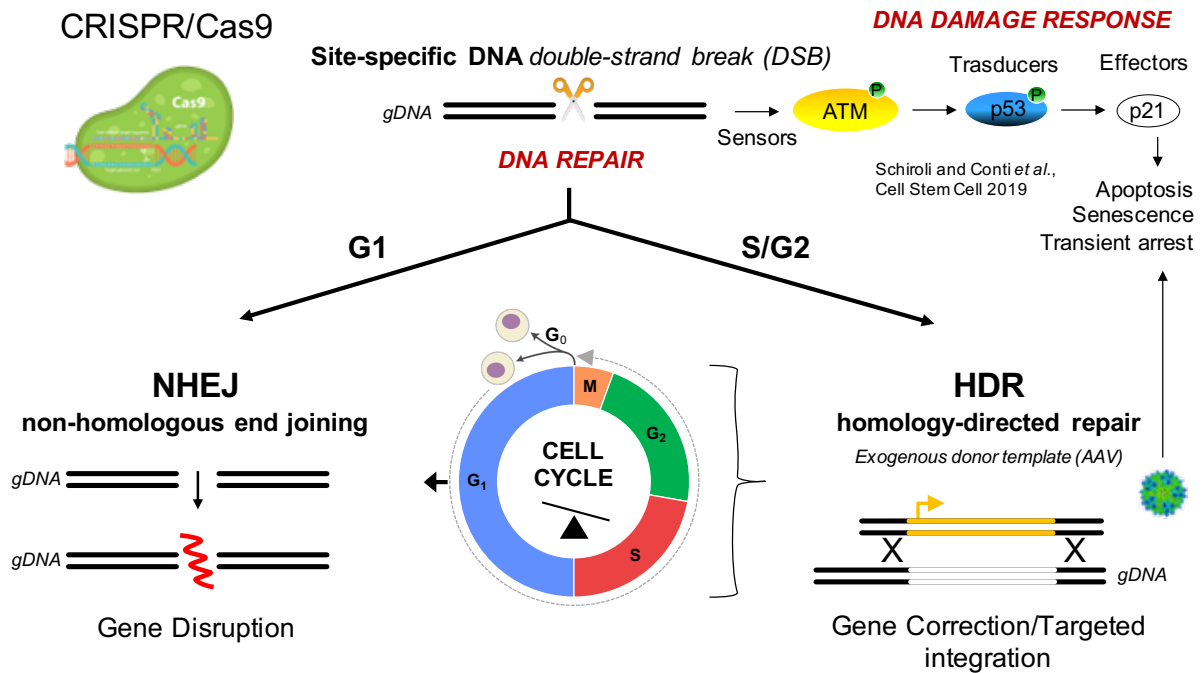 CRISPR/Cas9
Cas9
DNA DAMAGE RESPONSE
Site-specific DNA double-strand break (DSB)
gDNA
Sensors
ATM
P
Trasducers
p53
P
Effectors
p21
Schiroli and Conti et al.,
Cell Stem Cell 2019
Apoptosis
Senescence
Transient arrest
DNA REPAIR
G1
S/G2
NHEJ
non-homologous end joining
gDNA
gDNA
Gene Disruption
G0
M
G2
G1
S
CELL
CYCLE
HDR
homology-directed repair
Exogenous donor template (AAV)
X
X
gDNA
Gene Correction/Targeted
integration